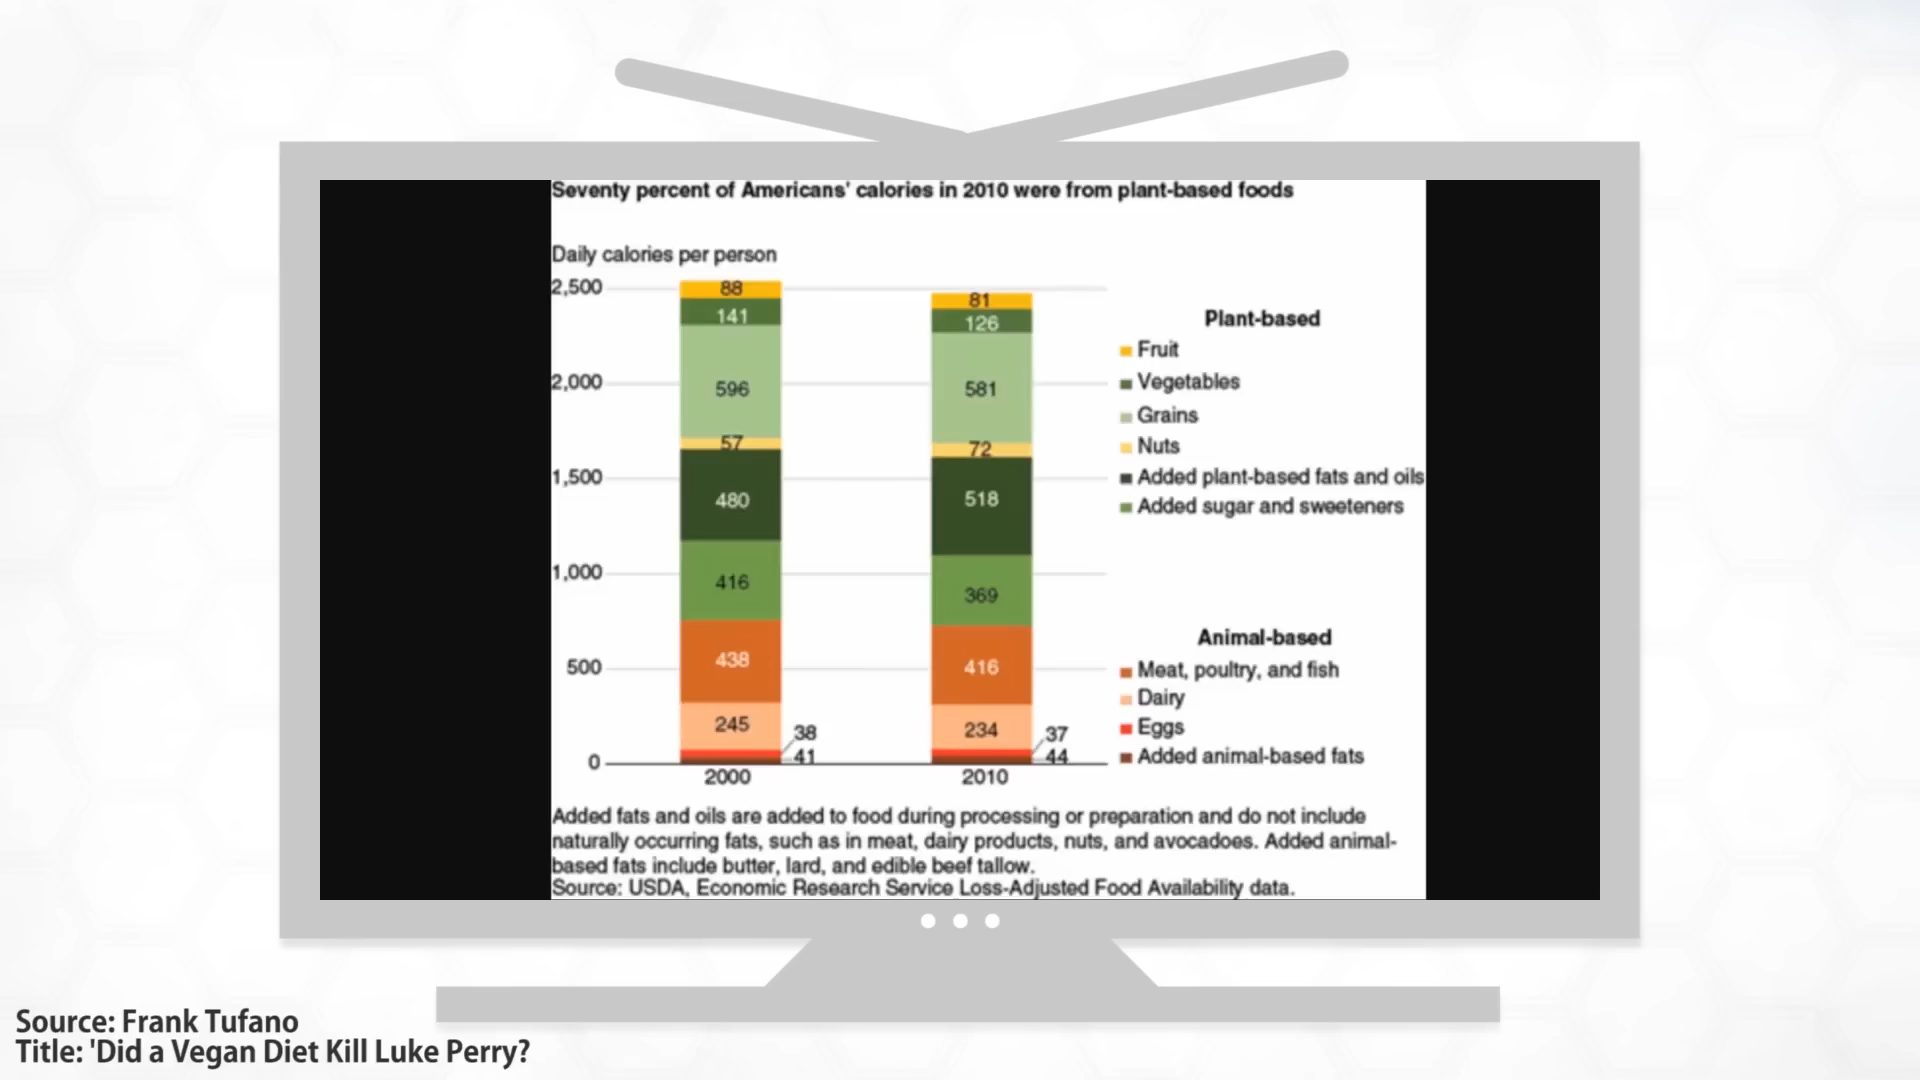 Seventy percent of Americans' calories in 2010 were from plant-based foods
Daily calories per person
2,500
2,000
1,500
1,000
500
0
88
141
596
57
480
416
438
245
38
41
2000
81
126
581
72
518
369
416
234
37
44
2010
Plant-based
Fruit
Vegetables
Grains
Nuts
Added plant-based fats and oils
Added sugar and sweeteners
Animal-based
Meat, poultry, and fish
Dairy
Eggs
Added animal-based fats
Added fats and oils are added to food during processing or preparation and do not include
naturally occurring fats, such as in meat, dairy products, nuts, and avocadoes. Added animal-
based fats include butter, lard, and edible beef tallow.
Source: USDA, Economic Research Service Loss-Adjusted Food Availability data.
Source: Frank Tufano
Title: 'Did a Vegan Diet Kill Luke Perry?